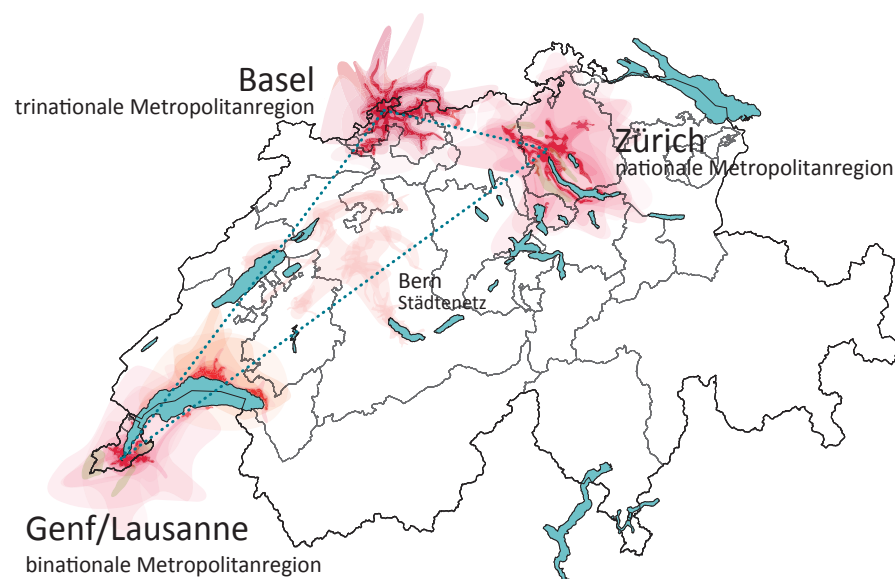 Basel
trinationale Metropolitanregion
Zürich
nationale Metropolitanregion
Bern
Städtenetz
Genf/Lausanne
binationale Metropolitanregion